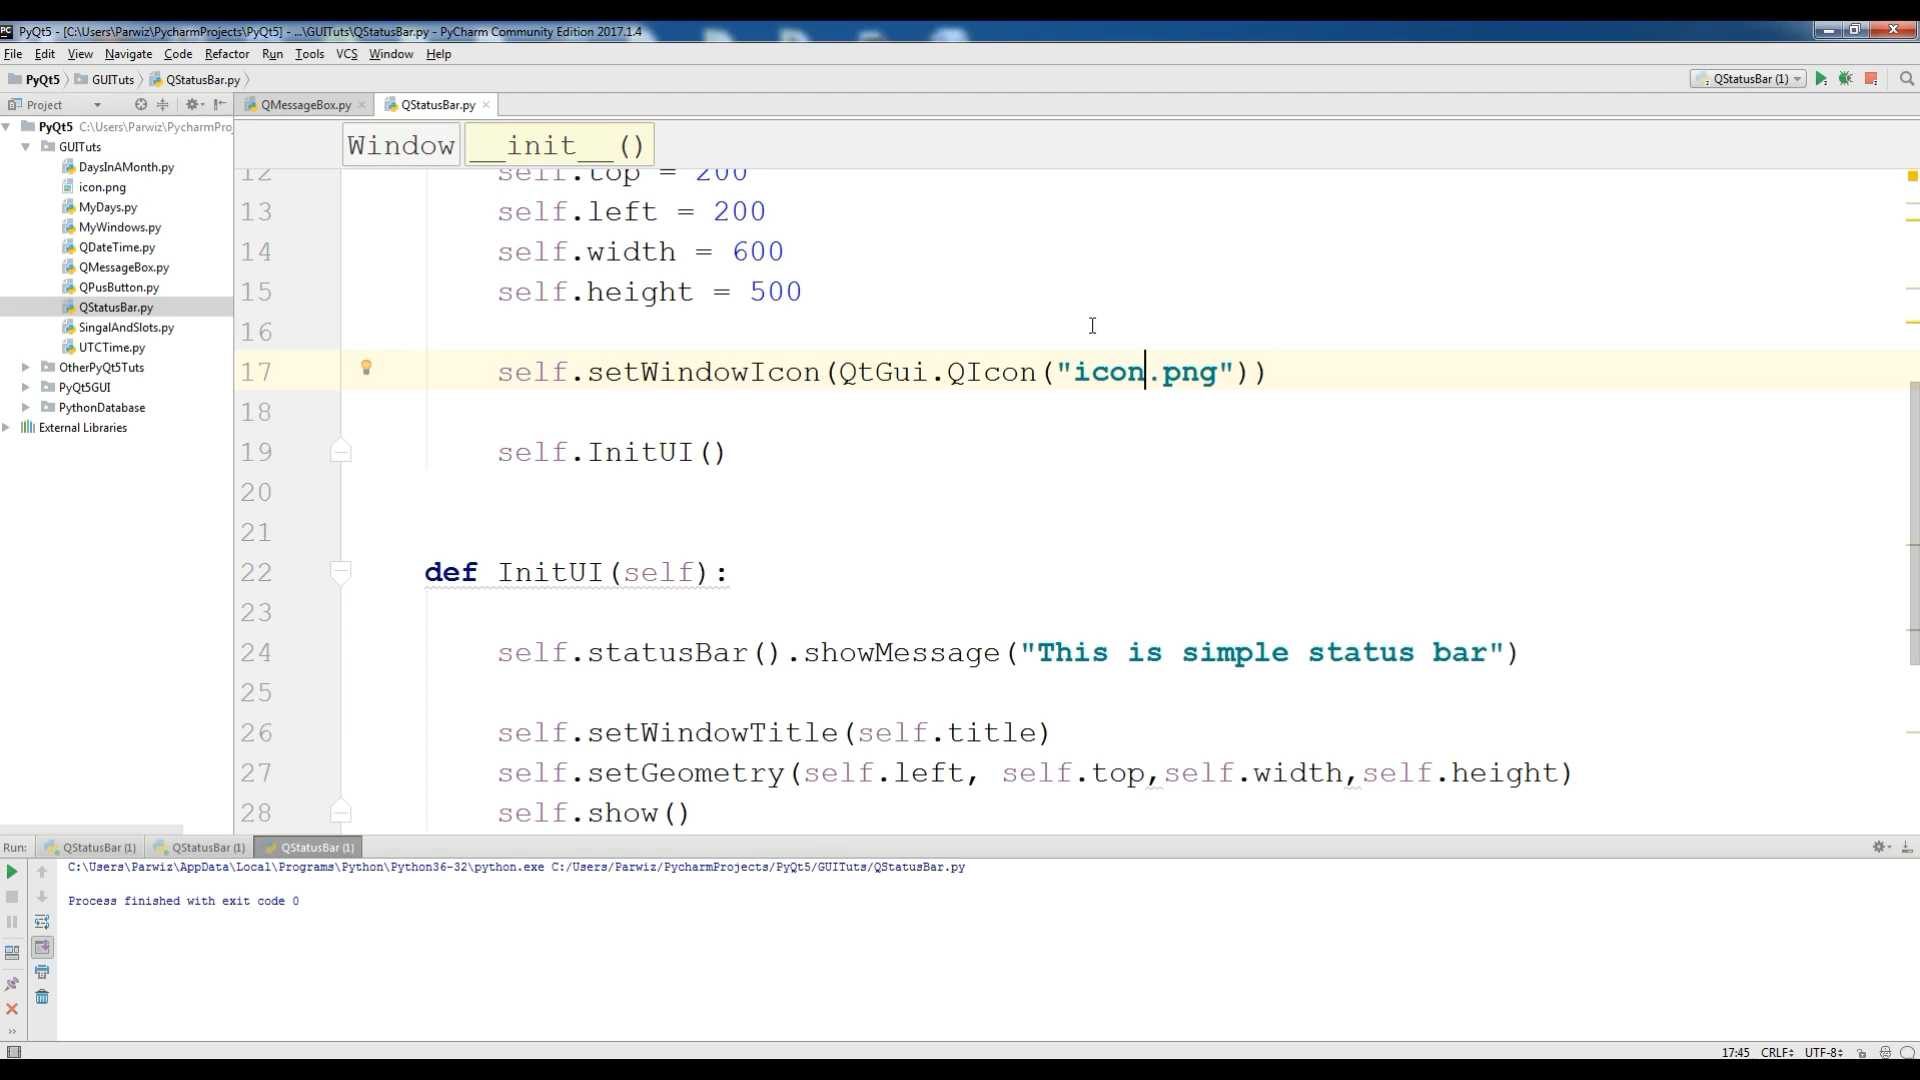 PyQt5 - [C:\Users\Parwiz\PycharmProjects\PyQt5] - ...\GUITuts\QStatusBar.py - PyCharm Community Edition 2017.1.4
File Edit View Navigate Code Refactor Run Tools VCS Window Help
PyQt5 GUITuts QStatusBar.py QStatusBar (1)
Project QMessageBox.py QStatusBar.py
PyQt5 C:\Users\Parwiz\PycharmPro
GUITuts
DaysInAMonth.py
icon.png
MyDays.py
MyWindows.py
QDateTime.py
QMessageBox.py
QPusButton.py
QStatusBar.py
SingalAndSlots.py
UTCTime.py
OtherPyQt5Tuts
PyQt5GUI
PythonDatabase
External Libraries
Window __init__()
12 self.top = 200
13 self.left = 200
14 self.width = 600
15 self.height = 500
16
17 self.setWindowIcon(QtGui.QIcon("icon.png"))
18
19 self.InitUI()
20
21
22 def InitUI(self):
23
24 self.statusBar().showMessage("This is simple status bar")
25
26 self.setWindowTitle(self.title)
27 self.setGeometry(self.left, self.top,self.width,self.height)
28 self.show()
Run: QStatusBar (1) QStatusBar (1) QStatusBar (1)
C:\Users\Parwiz\AppData\Local\Programs\Python\Python36-32\python.exe C:/Users/Parwiz/PycharmProjects/PyQt5/GUITuts/QStatusBar.py
Process finished with exit code 0
17:45 CRLF UTF-8